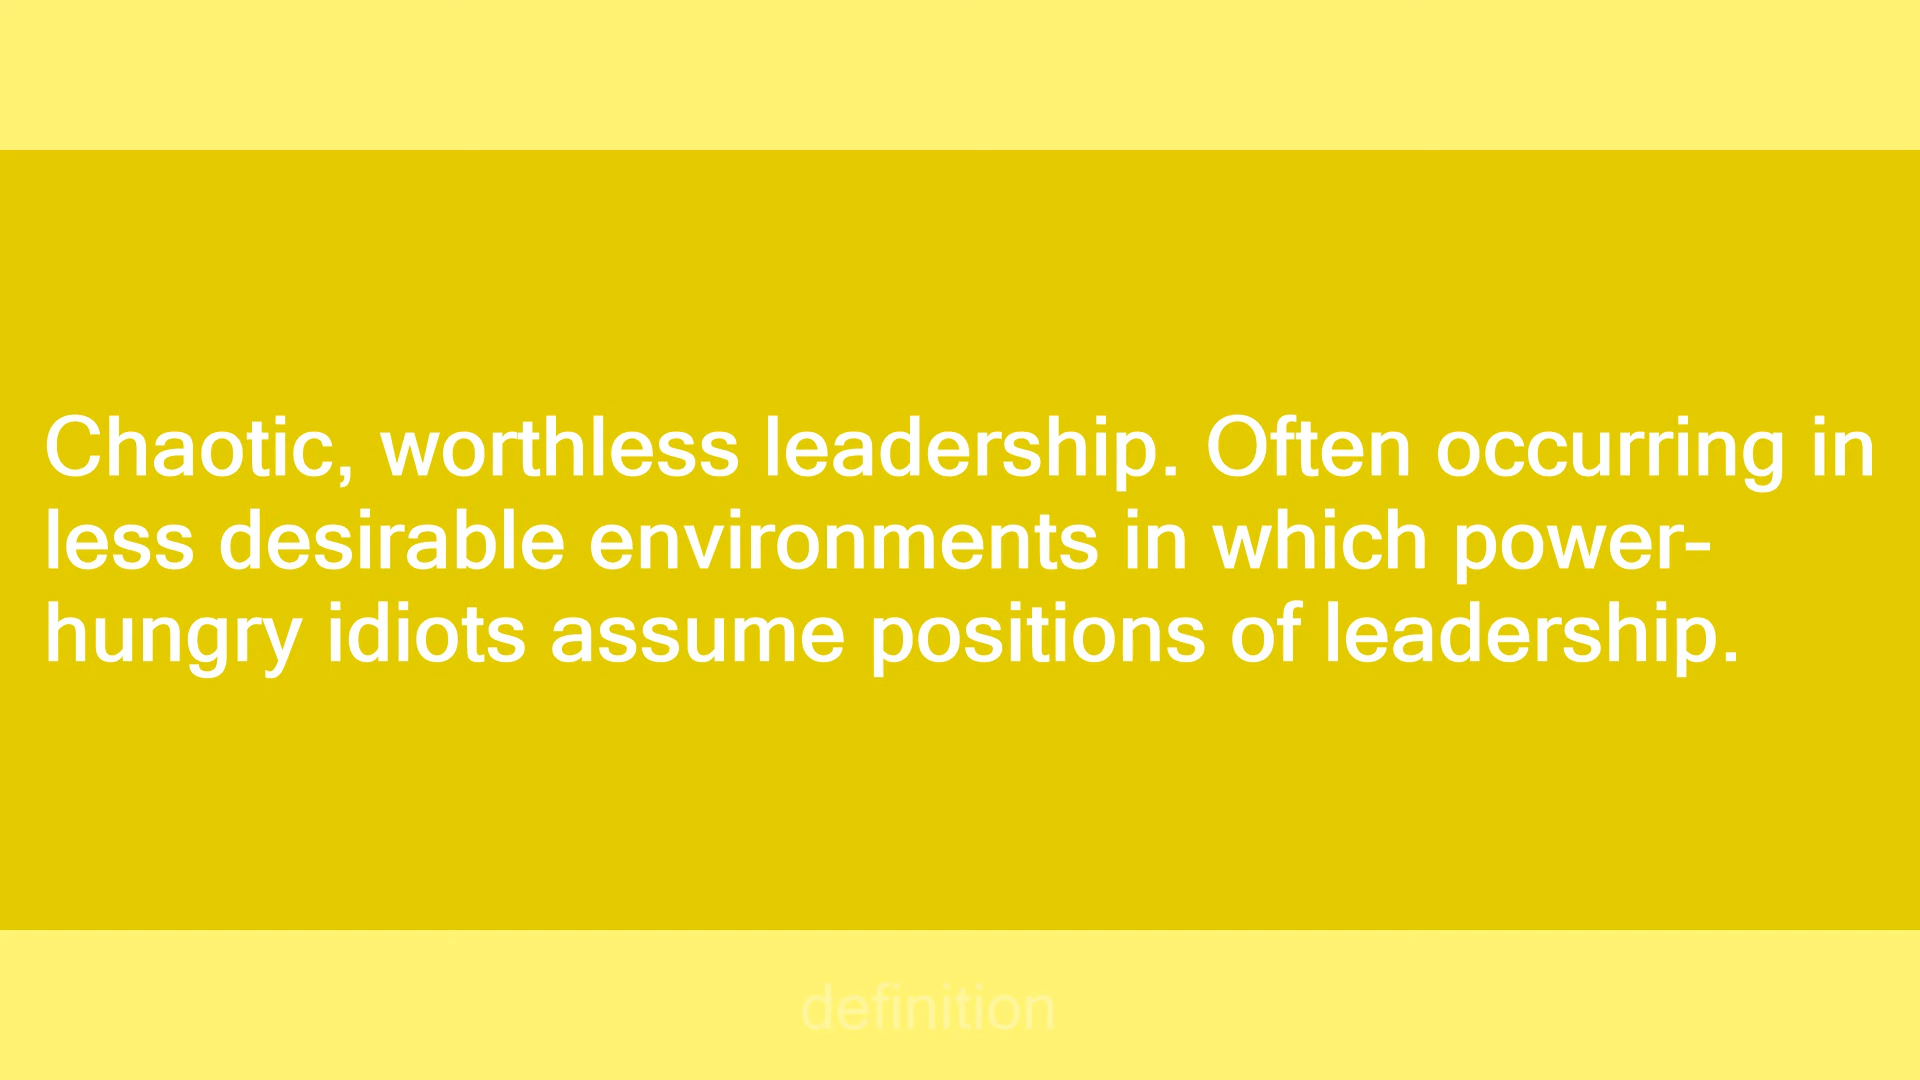 Chaotic, worthless leadership. Often occurring in
less desirable environments in which power-
hungry idiots assume positions of leadership.
definition